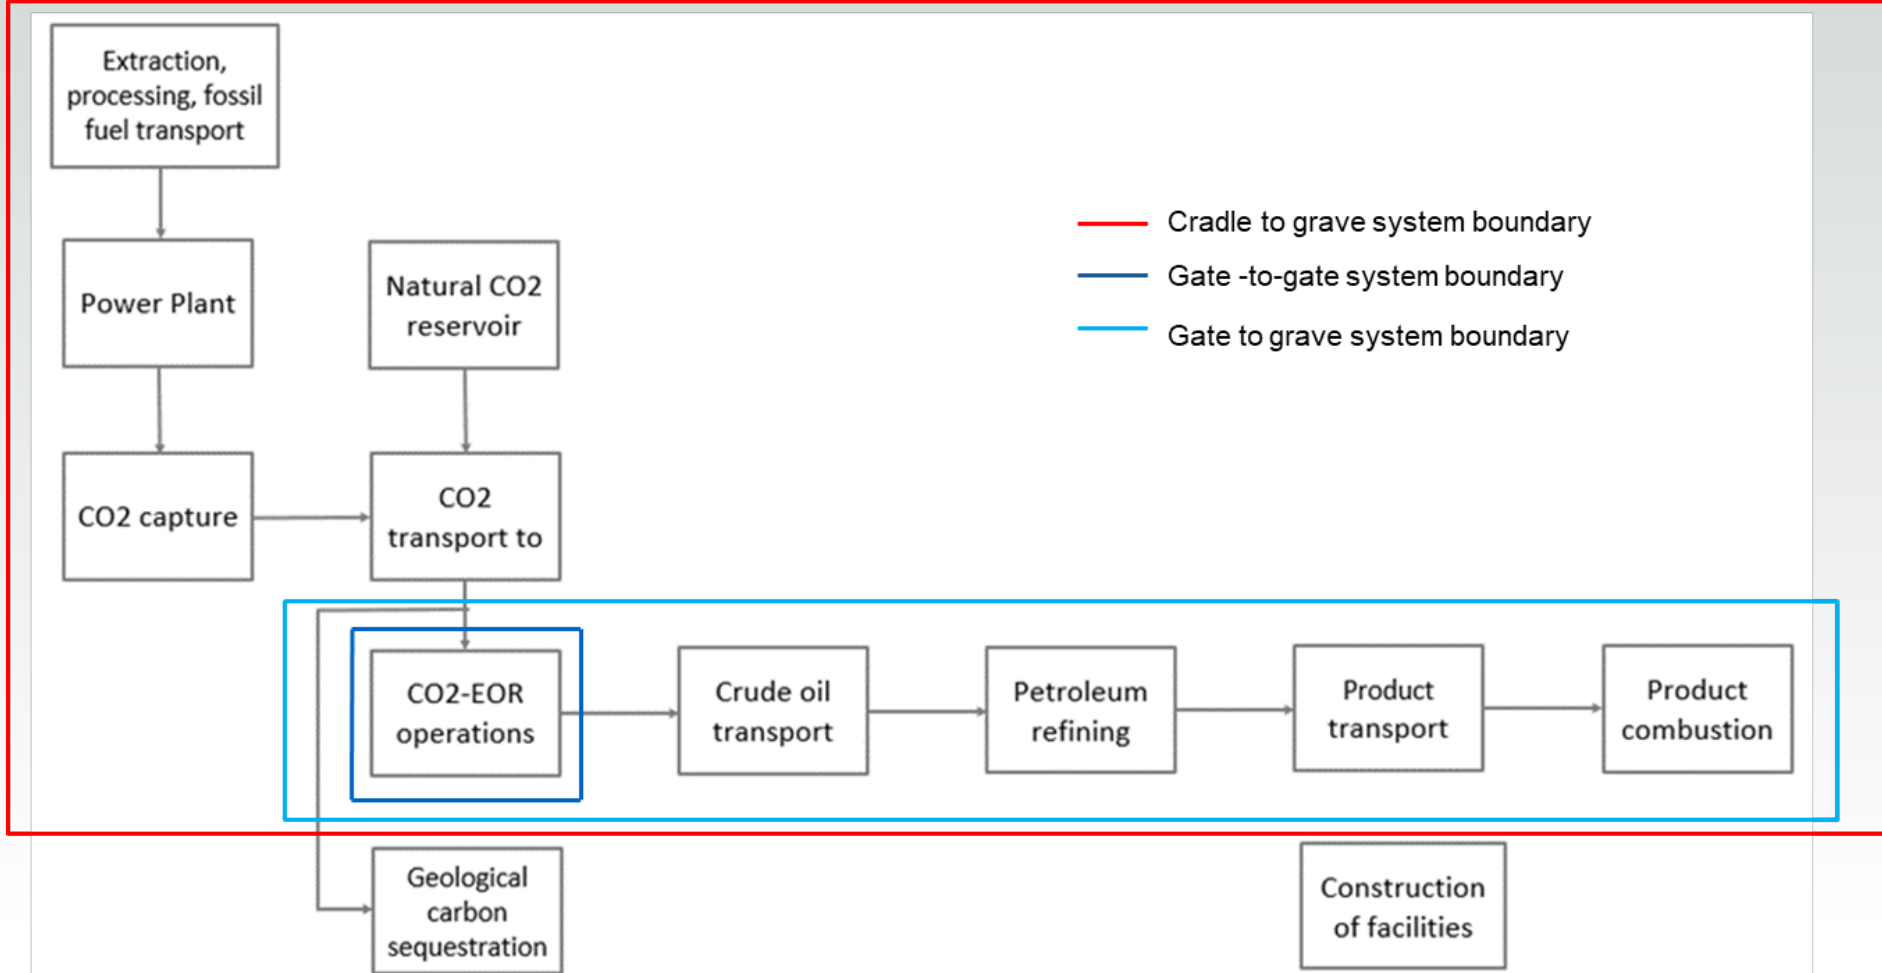 Extraction,
processing, fossil
fuel transport
Power Plant
Natural CO2
reservoir
Cradle to grave system boundary
Gate -to-gate system boundary
Gate to grave system boundary
CO2 capture
CO2
transport to
CO2-EOR
operations
Crude oil
transport
Petroleum
refining
Product
transport
Product
combustion
Geological
carbon
sequestration
Construction
of facilities